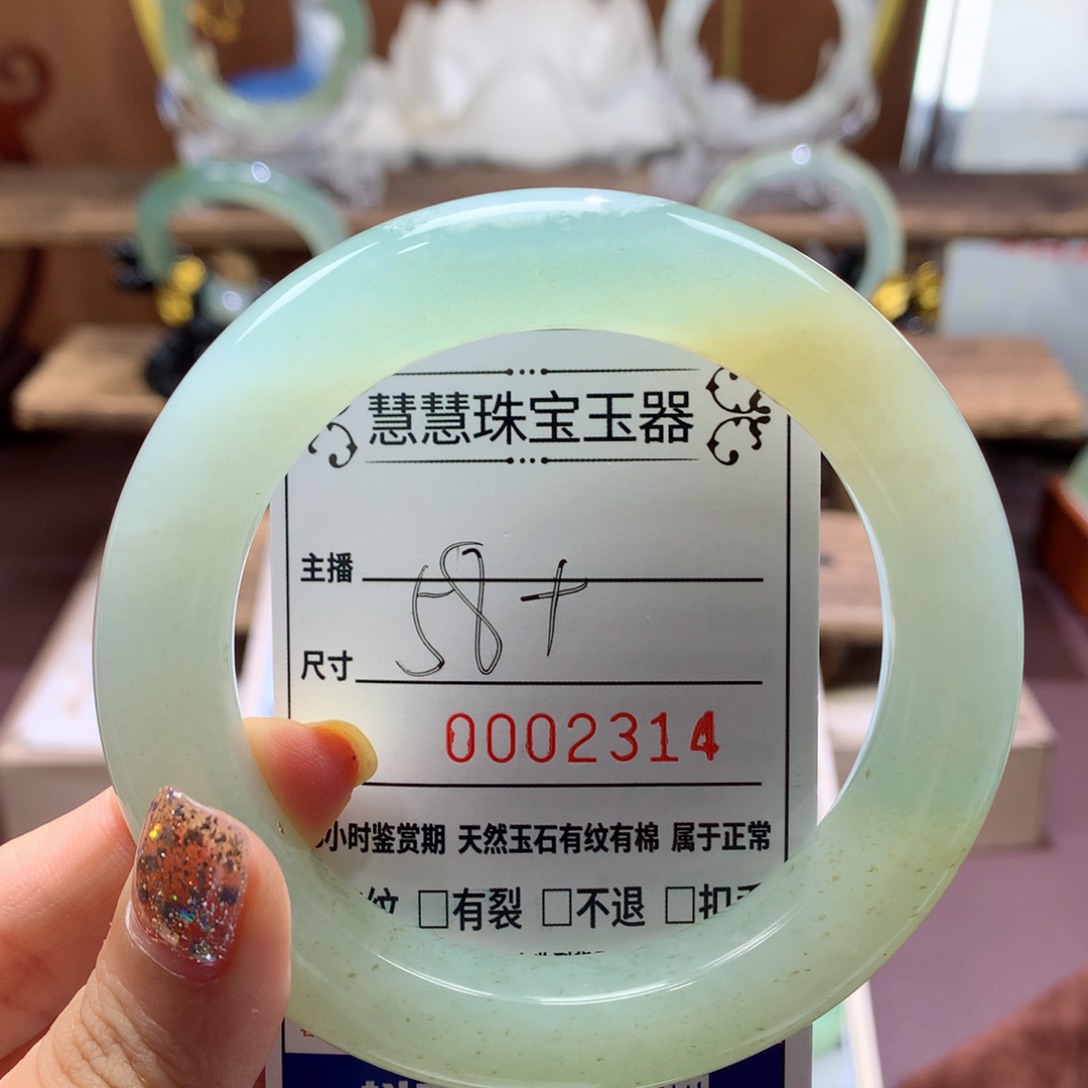 慧慧珠宝玉器
主播
尺寸 58+
0002314
小时鉴赏期 天然玉石有纹有棉 属于正常
纹 □有裂 □不退 □扣